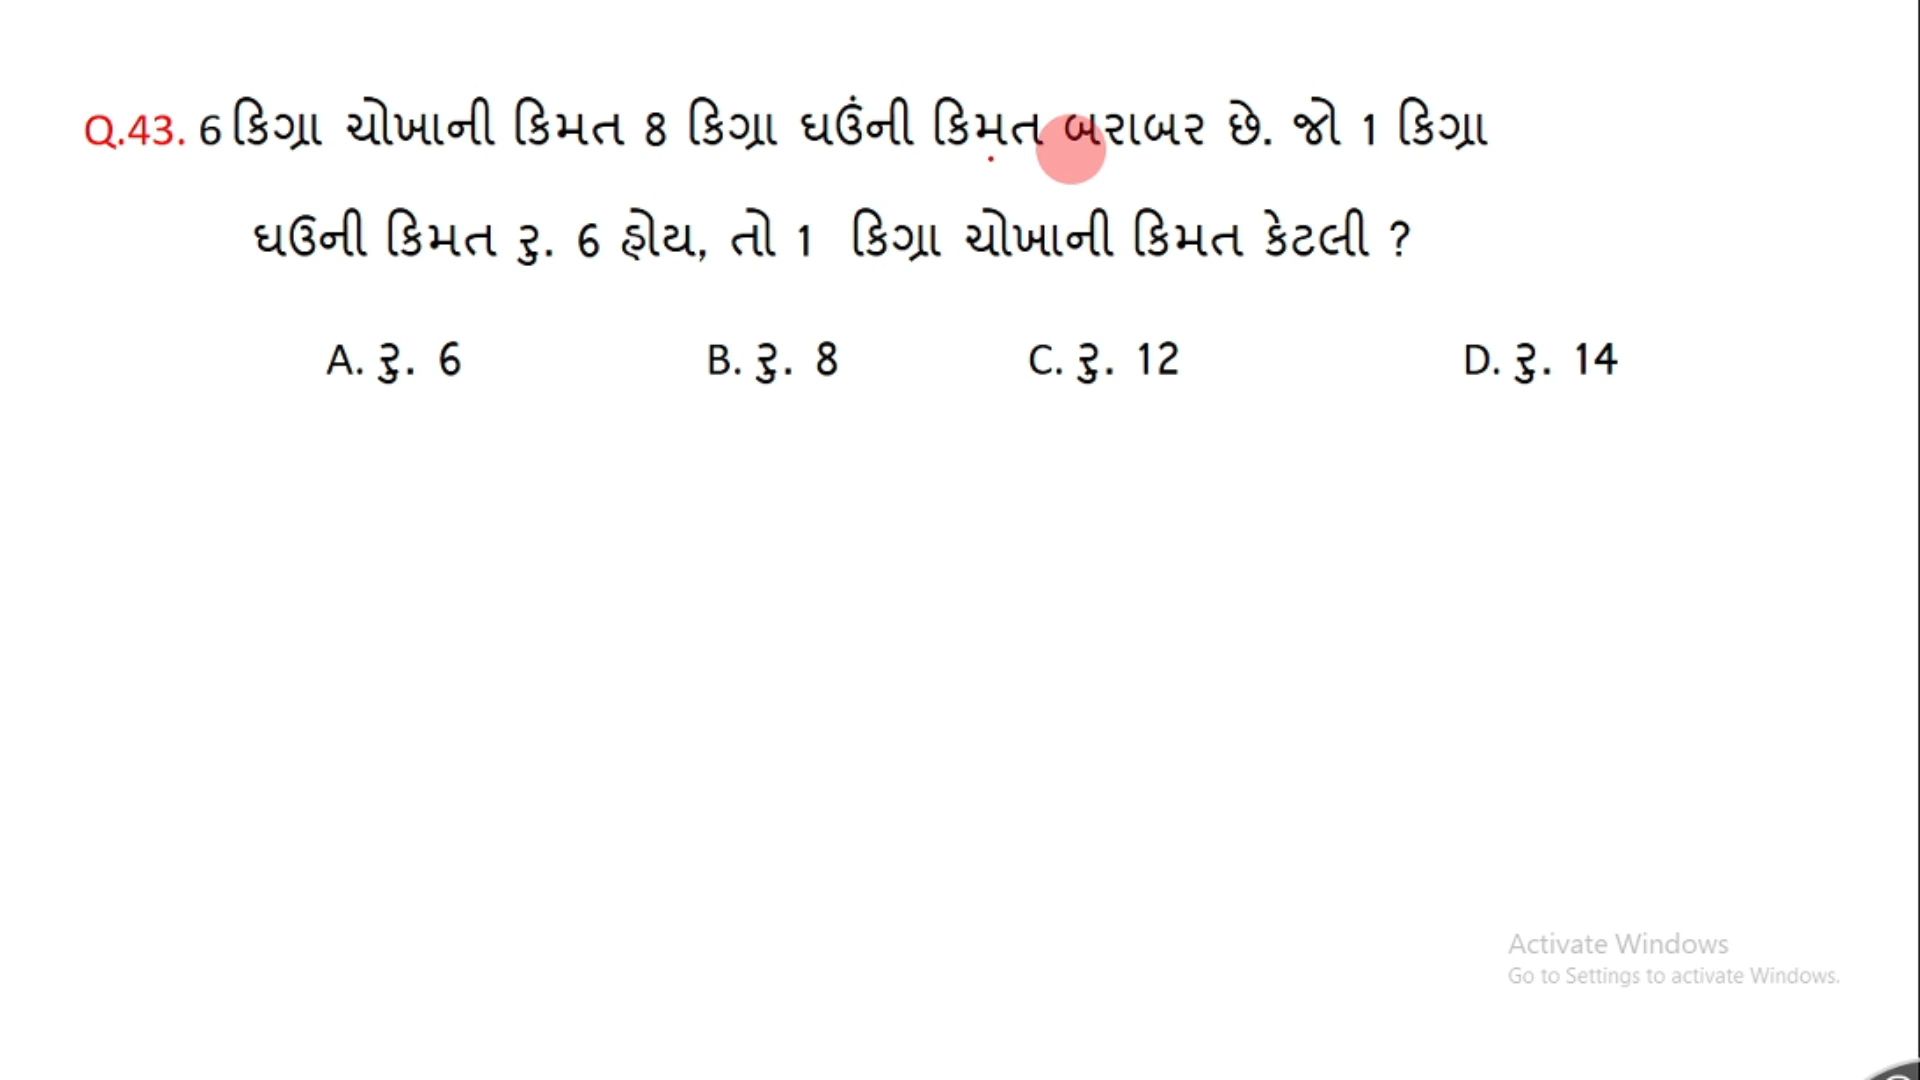 Q.43. 6 કિગ્રા ચોખાની કિમત 8 કિગ્રા ઘઉંની કિમત બરાબર છે. જો 1 કિગ્રા
ઘઉની કિમત રુ. 6 હોય, તો 1 કિગ્રા ચોખાની કિમત કેટલી ?
A. રુ. 6 B. રુ. 8 C. રુ. 12 D. રુ. 14
Activate Windows
Go to Settings to activate Windows.